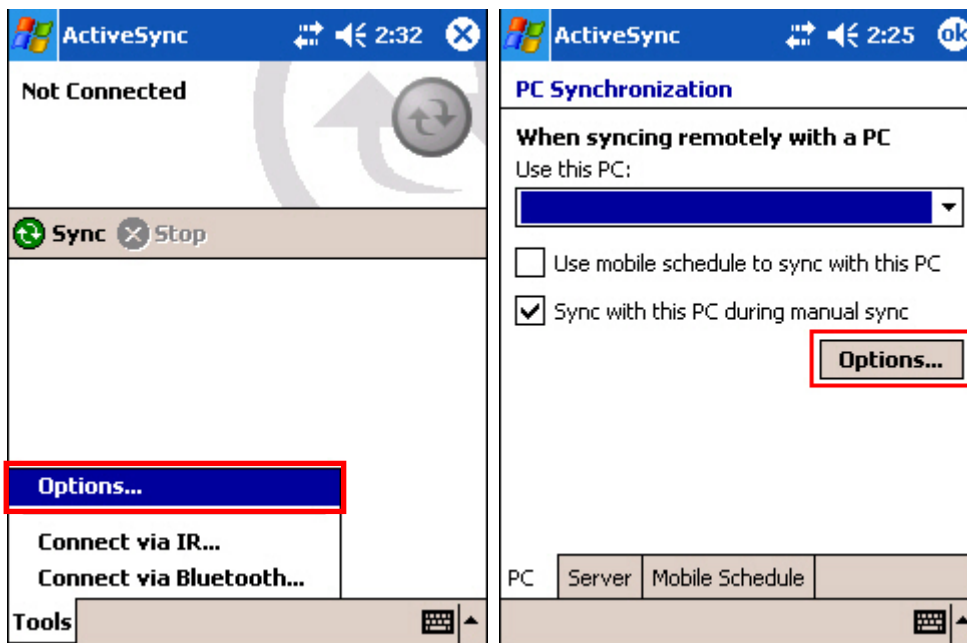 ActiveSync 2:32
Not Connected
Sync Stop
Options...
Connect via IR...
Connect via Bluetooth...
Tools
ActiveSync 2:25 ok
PC Synchronization
When syncing remotely with a PC
Use this PC:
Use mobile schedule to sync with this PC
Sync with this PC during manual sync
Options...
PC Server Mobile Schedule